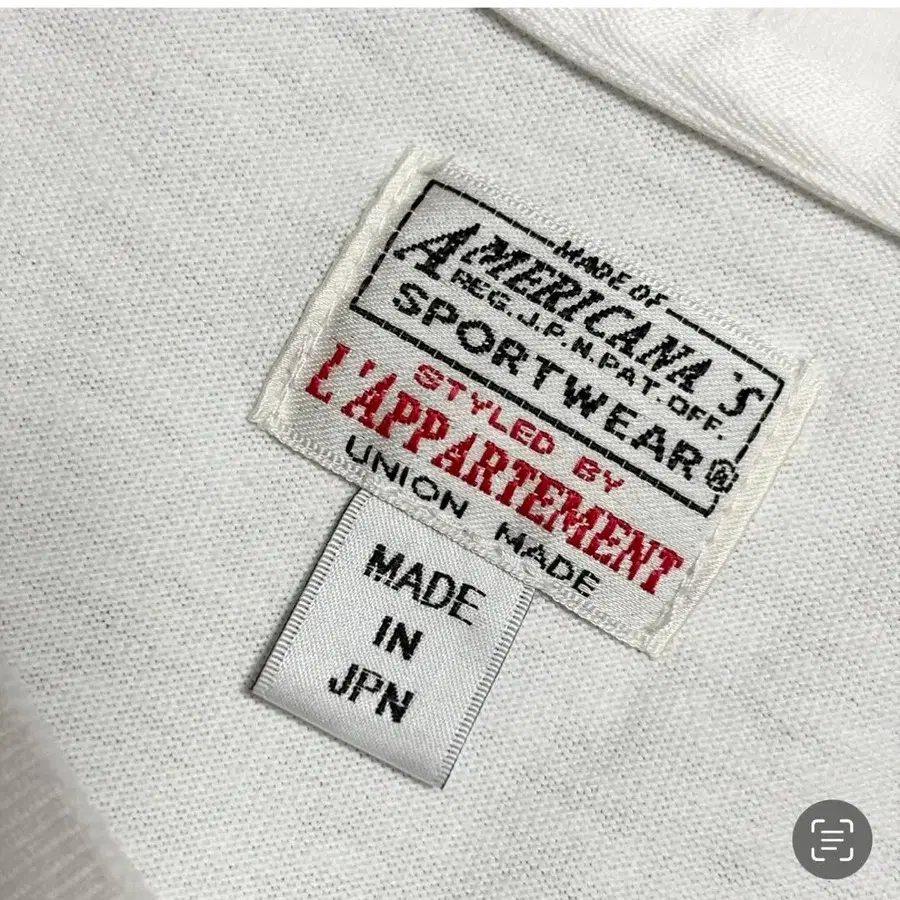 MADE OF
AMERICANA'S
REG.J.P.N.PAT.OFF.
SPORTWEAR®
STYLED BY
L'APPARTEMENT
UNION MADE
MADE
IN
JPN